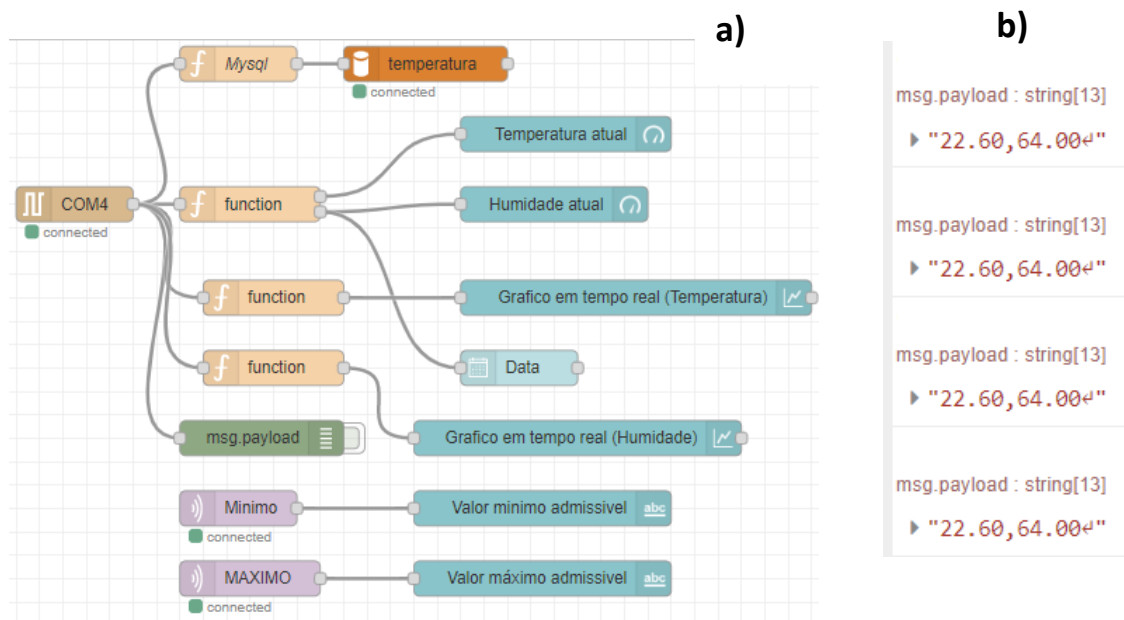 a)
b)
Mysql
temperatura
connected
Temperatura atual
COM4
connected
function
Humidade atual
function
Grafico em tempo real (Temperatura)
function
Data
msg.payload
Grafico em tempo real (Humidade)
Minimo
connected
Valor minimo admissivel
abc
MAXIMO
connected
Valor máximo admissivel
abc
msg.payload : string[13]
"22.60,64.00↵"
msg.payload : string[13]
"22.60,64.00↵"
msg.payload : string[13]
"22.60,64.00↵"
msg.payload : string[13]
"22.60,64.00↵"